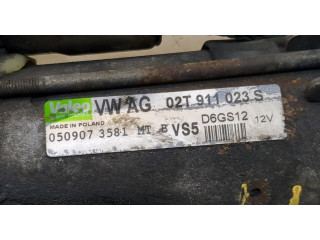 Valeo VW AG 02T 911 023 S
MADE IN POLAND D6GS12 12V
050907 3581 MT B VS5